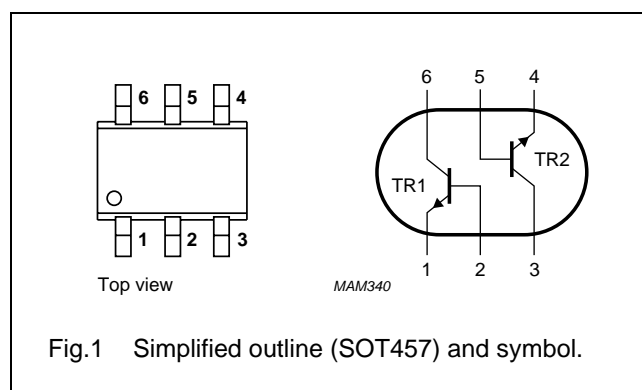 6 5 4
6 5 4
TR2
TR1
1 2 3
1 2 3
Top view
MAM340
Fig.1 Simplified outline (SOT457) and symbol.